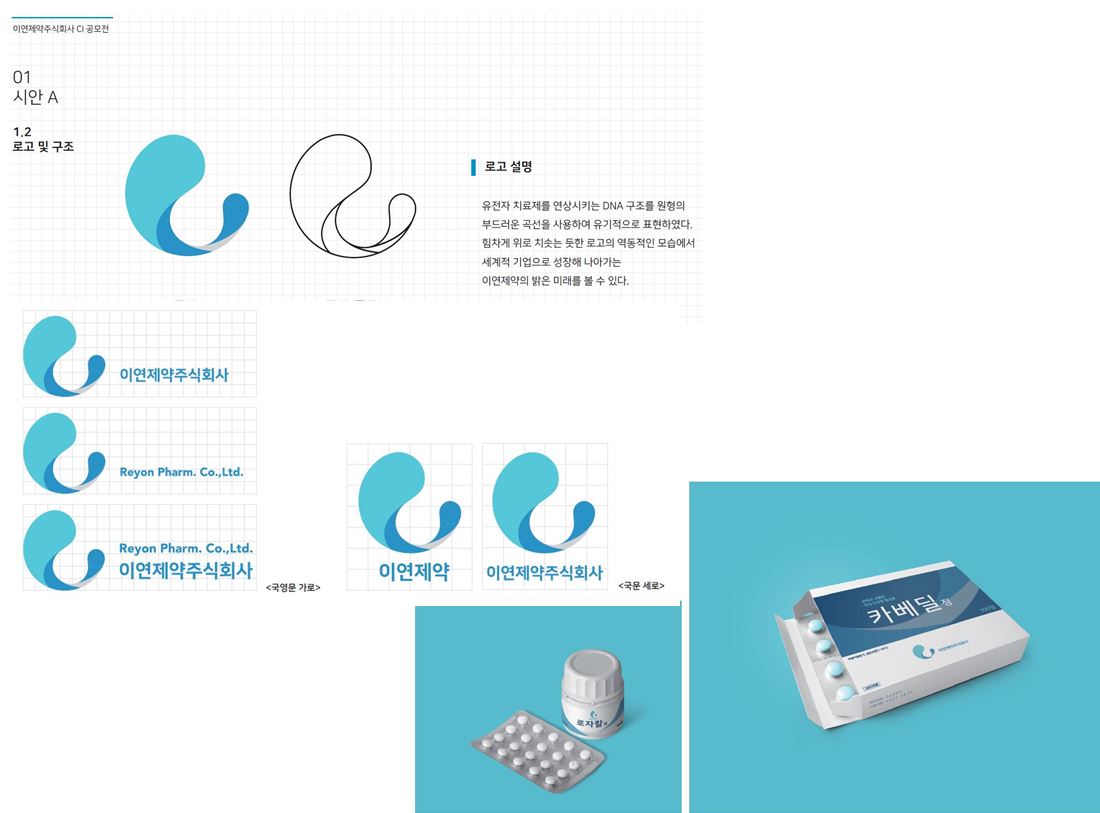 이연제약주식회사 CI 공모전
01
시안 A
1.2
로고 및 구조
로고 설명
유전자 치료제를 연상시키는 DNA 구조를 원형의
부드러운 곡선을 사용하여 유기적으로 표현하였다.
힘차게 위로 치솟는 듯한 로고의 역동적인 모습에서
세계적 기업으로 성장해 나아가는
이연제약의 밝은 미래를 볼 수 있다.
이연제약주식회사
Reyon Pharm. Co.,Ltd.
Reyon Pharm. Co.,Ltd.
이연제약주식회사
<국영문 가로>
이연제약
이연제약주식회사
<국문 세로>
로자칼정
카베딜정
100정
이연제약주식회사